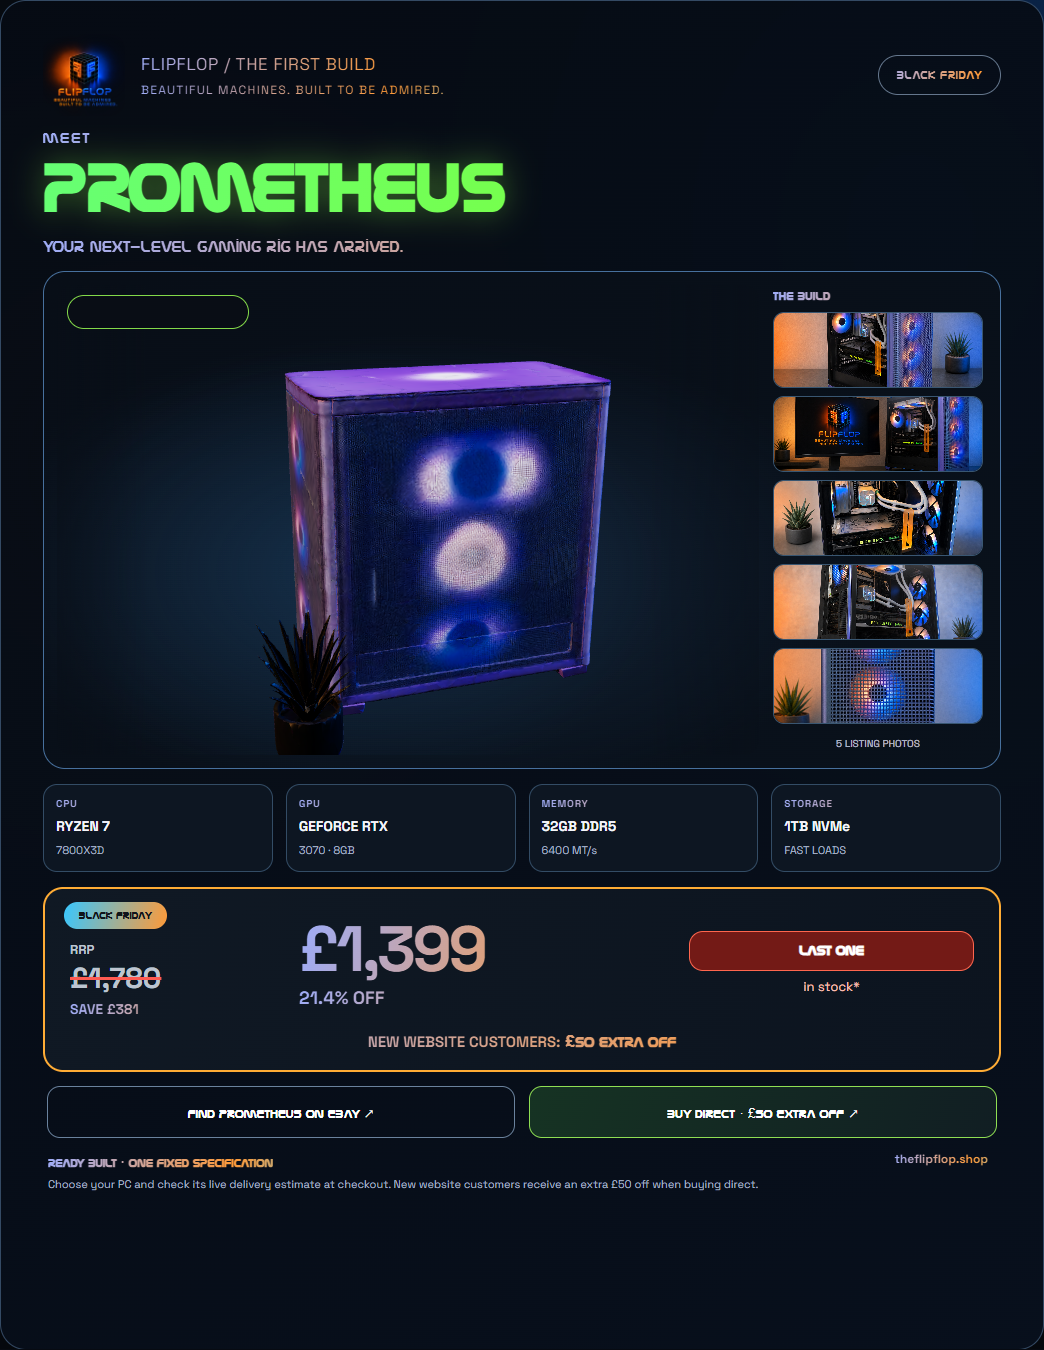 FLIPFLOP / THE FIRST BUILD
BEAUTIFUL MACHINES. BUILT TO BE ADMIRED.
FLIPFLOP
BLACK FRIDAY
MEET
PROMETHEUS
YOUR NEXT-LEVEL GAMING RIG HAS ARRIVED.
THE BUILD
FLIPFLOP
5 LISTING PHOTOS
CPU
RYZEN 7
7800X3D
GPU
GEFORCE RTX
3070 · 8GB
MEMORY
32GB DDR5
6400 MT/s
STORAGE
1TB NVMe
FAST LOADS
BLACK FRIDAY
RRP
£1,780
SAVE £381
£1,399
21.4% OFF
LAST ONE
in stock*
NEW WEBSITE CUSTOMERS: £50 EXTRA OFF
FIND PROMETHEUS ON EBAY ↗
BUY DIRECT · £50 EXTRA OFF ↗
READY BUILT · ONE FIXED SPECIFICATION
theflipflop.shop
Choose your PC and check its live delivery estimate at checkout. New website customers receive an extra £50 off when buying direct.